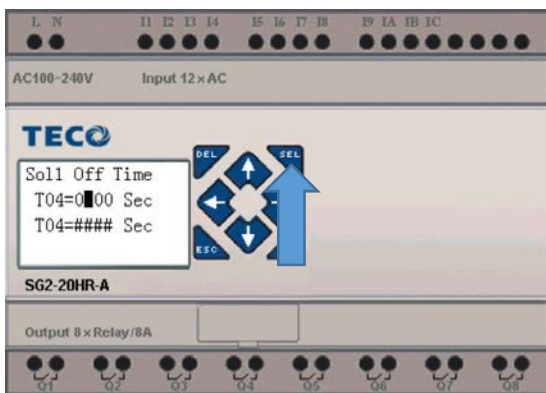 L N I1 I2 I3 I4 I5 I6 I7 I8 I9 IA IB IC
AC100~240V Input 12×AC
TECO
DEL SEL
Sol1 Off Time
T04=0█00 Sec
T04=#### Sec
ESC
SG2-20HR-A
Output 8×Relay/8A
Q1 Q2 Q3 Q4 Q5 Q6 Q7 Q8